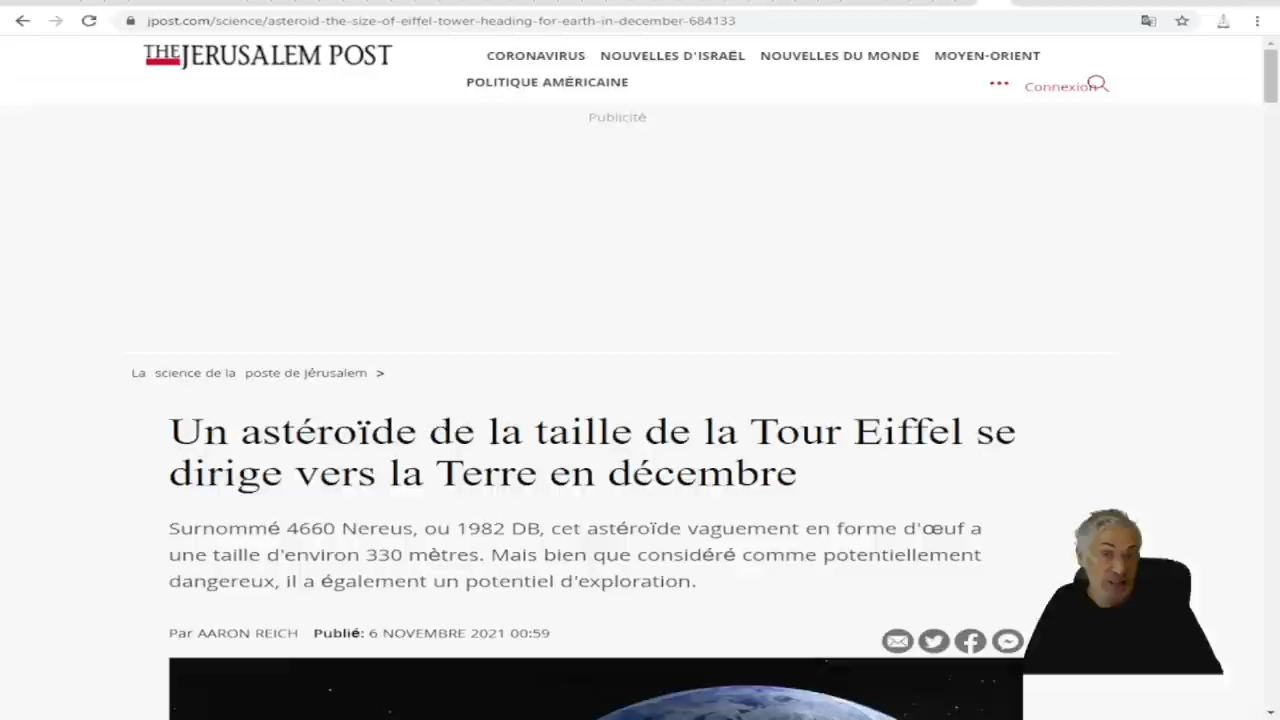 jpost.com/science/asteroid-the-size-of-eiffel-tower-heading-for-earth-in-december-684133
THE JERUSALEM POST
CORONAVIRUS NOUVELLES D'ISRAËL NOUVELLES DU MONDE MOYEN-ORIENT
POLITIQUE AMÉRICAINE
Connexion
Publicité
La science de la poste de Jérusalem >
Un astéroïde de la taille de la Tour Eiffel se
dirige vers la Terre en décembre
Surnommé 4660 Nereus, ou 1982 DB, cet astéroïde vaguement en forme d'œuf a
une taille d'environ 330 mètres. Mais bien que considéré comme potentiellement
dangereux, il a également un potentiel d'exploration.
Par AARON REICH Publié: 6 NOVEMBRE 2021 00:59